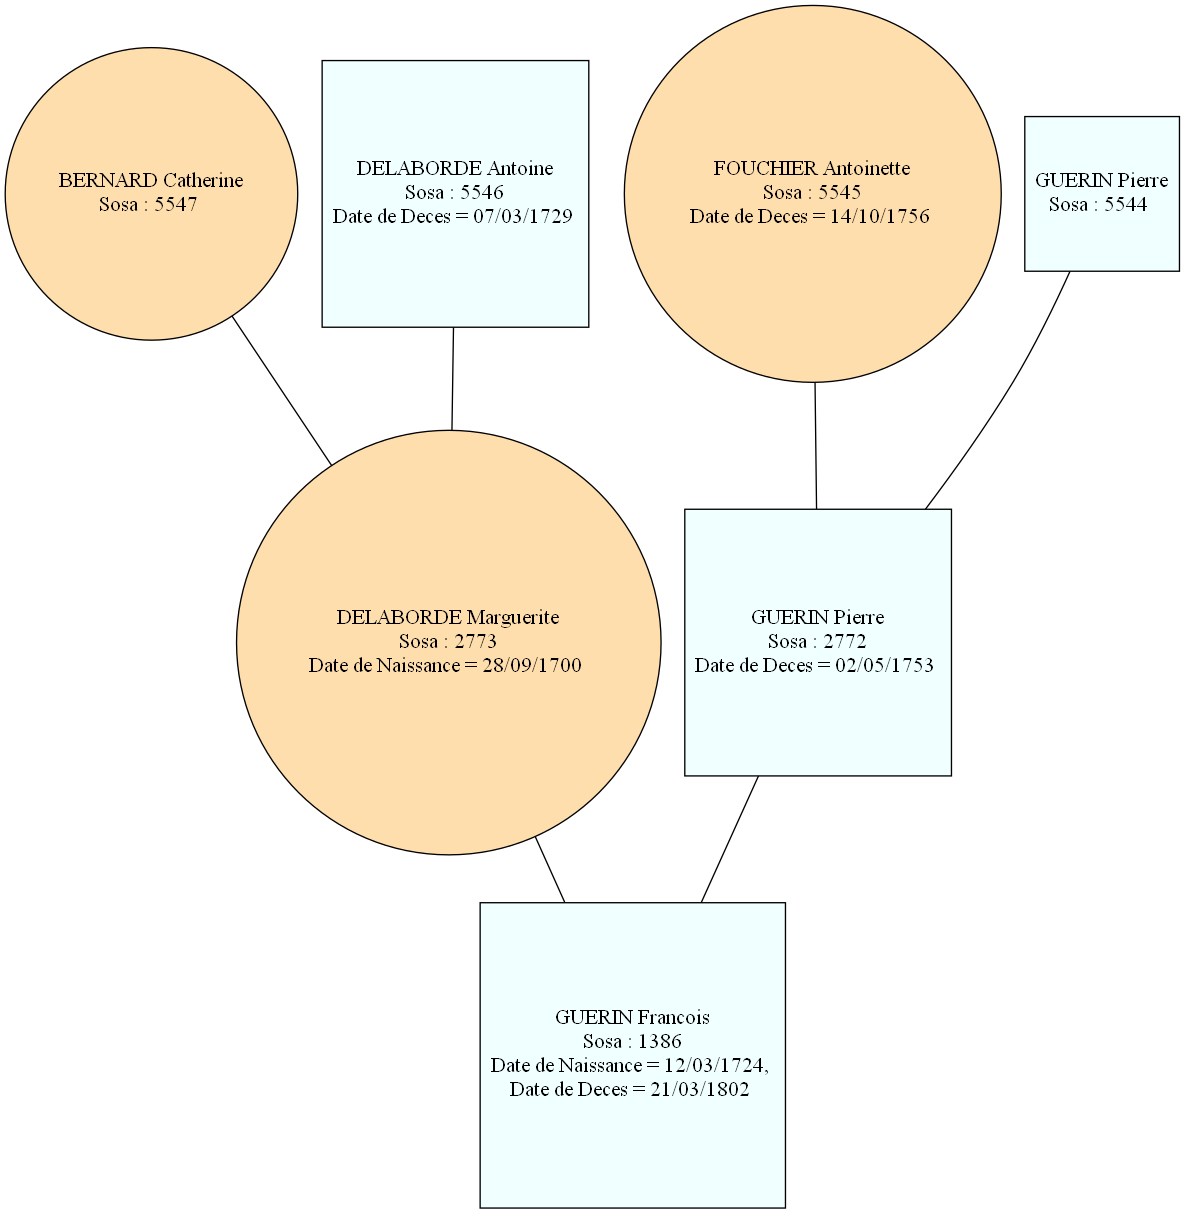 BERNARD Catherine
Sosa : 5547
DELABORDE Antoine
Sosa : 5546
Date de Deces = 07/03/1729
FOUCHIER Antoinette
Sosa : 5545
Date de Deces = 14/10/1756
GUERIN Pierre
Sosa : 5544
DELABORDE Marguerite
Sosa : 2773
Date de Naissance = 28/09/1700
GUERIN Pierre
Sosa : 2772
Date de Deces = 02/05/1753
GUERIN Francois
Sosa : 1386
Date de Naissance = 12/03/1724,
Date de Deces = 21/03/1802